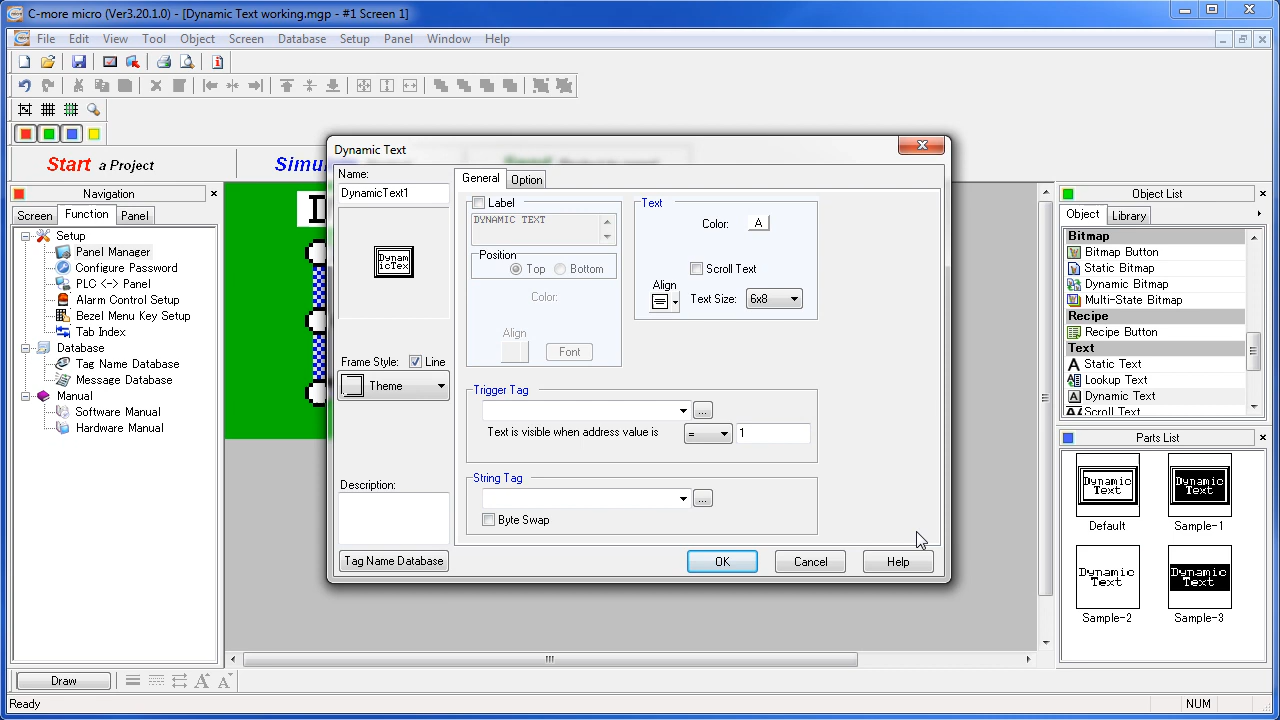 C-more micro (Ver3.20.1.0) - [Dynamic Text working.mgp - #1 Screen 1]
File Edit View Tool Object Screen Database Setup Panel Window Help
Start a Project
Navigation
Screen Function Panel
Setup
Panel Manager
Configure Password
PLC <-> Panel
Alarm Control Setup
Bezel Menu Key Setup
Tab Index
Database
Tag Name Database
Message Database
Manual
Software Manual
Hardware Manual
Dynamic Text
Name:
DynamicText1
Dynam
icTex
Frame Style: Line
Theme
Description:
Tag Name Database
General Option
Label
DYNAMIC TEXT
Position
Top Bottom
Color:
Align
Font
Text
Color: A
Scroll Text
Align
Text Size: 6x8
Trigger Tag
...
Text is visible when address value is = 1
String Tag
...
Byte Swap
OK Cancel Help
Object List
Object Library
Bitmap
Bitmap Button
Static Bitmap
Dynamic Bitmap
Multi-State Bitmap
Recipe
Recipe Button
Text
Static Text
Lookup Text
Dynamic Text
Scroll Text
Parts List
Dynamic
Text
Default
Dynamic
Text
Sample-1
Dynamic
Text
Sample-2
Dynamic
Text
Sample-3
Draw
Ready
NUM